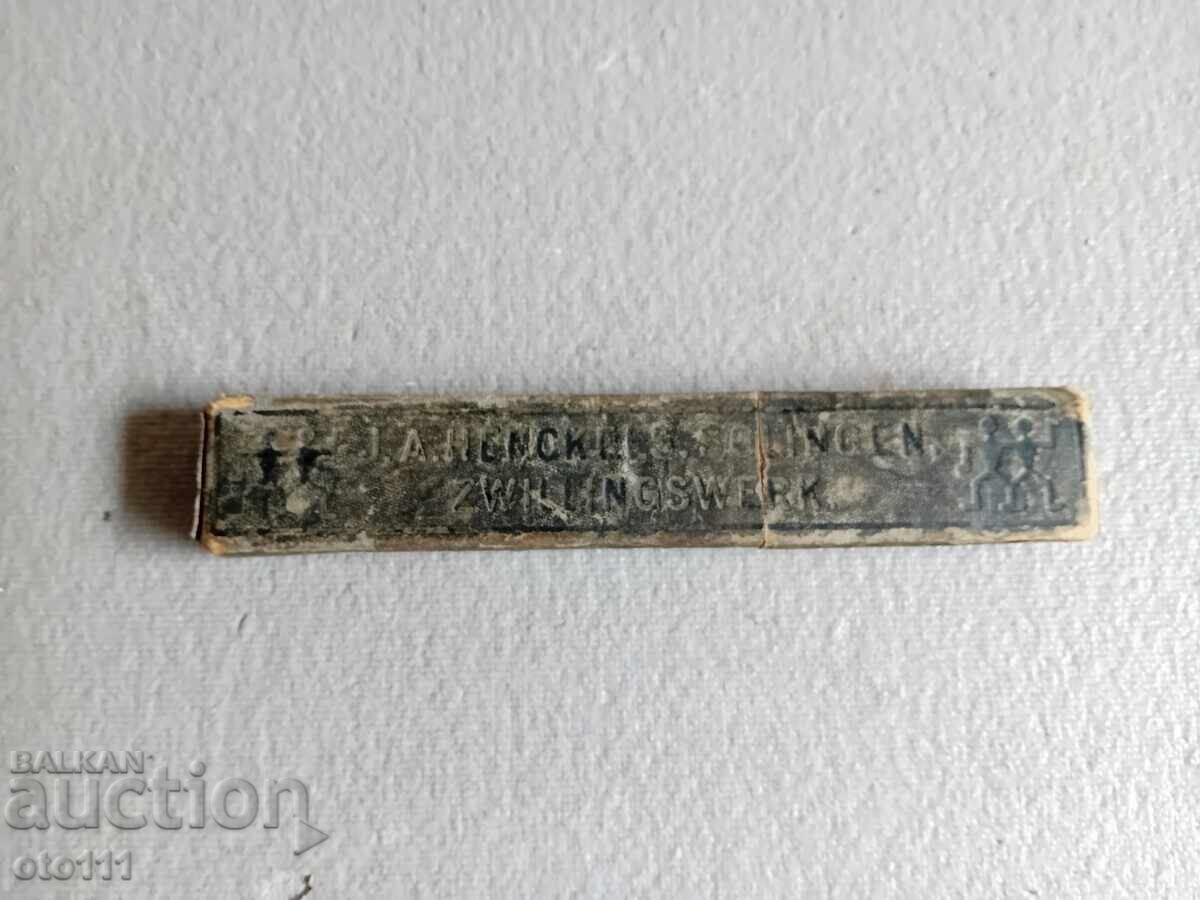 J.A.HENCKELS. SOLINGEN.
ZWILLINGSWERK.
BALKAN
auction
oto111